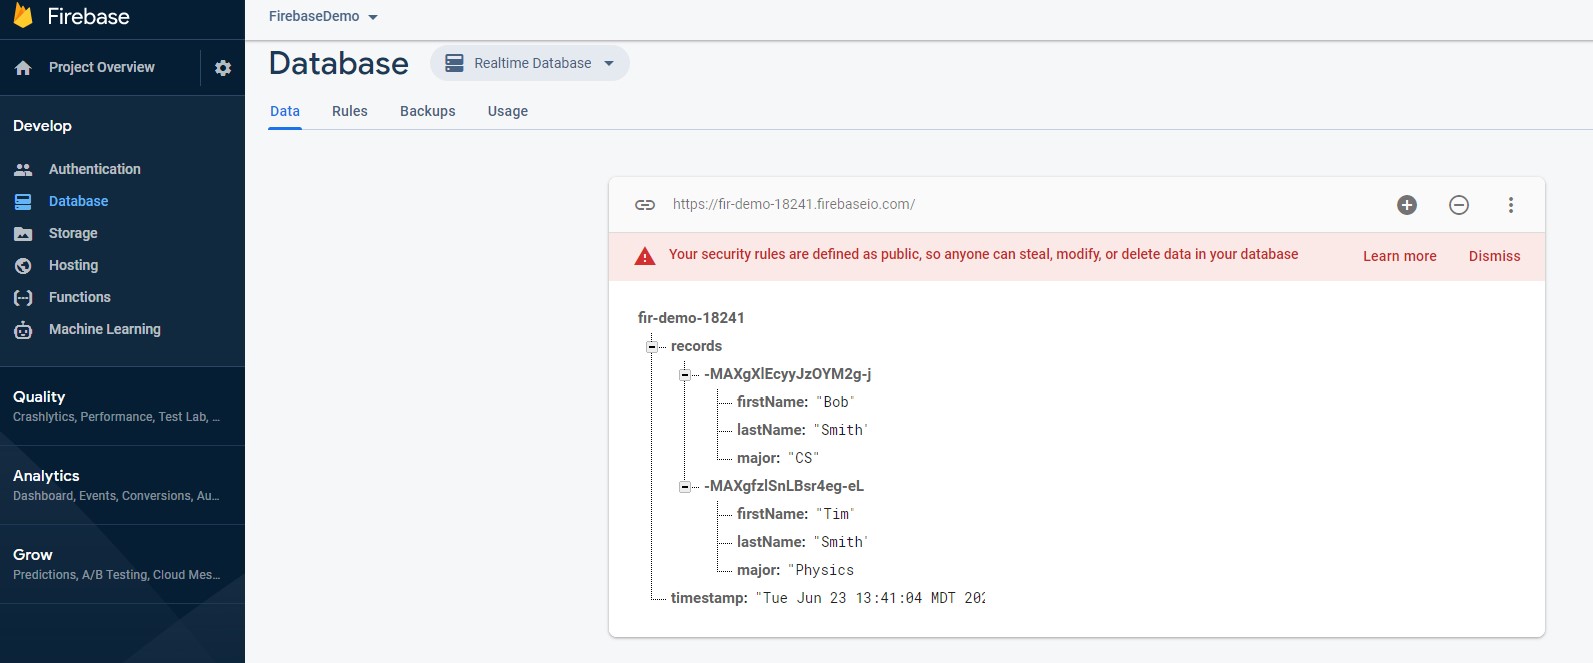 Firebase
Project Overview
Develop
Authentication
Database
Storage
Hosting
Functions
Machine Learning
Quality
Crashlytics, Performance, Test Lab, ...
Analytics
Dashboard, Events, Conversions, Au...
Grow
Predictions, A/B Testing, Cloud Mes...
FirebaseDemo
Database
Realtime Database
Data Rules Backups Usage
https://fir-demo-18241.firebaseio.com/
Your security rules are defined as public, so anyone can steal, modify, or delete data in your database Learn more Dismiss
fir-demo-18241
records
-MAXgXlEcyyJzOYM2g-j
firstName: "Bob"
lastName: "Smith'
major: "CS"
-MAXgfzlSnLBsr4eg-eL
firstName: "Tim"
lastName: "Smith'
major: "Physics
timestamp: "Tue Jun 23 13:41:04 MDT 202